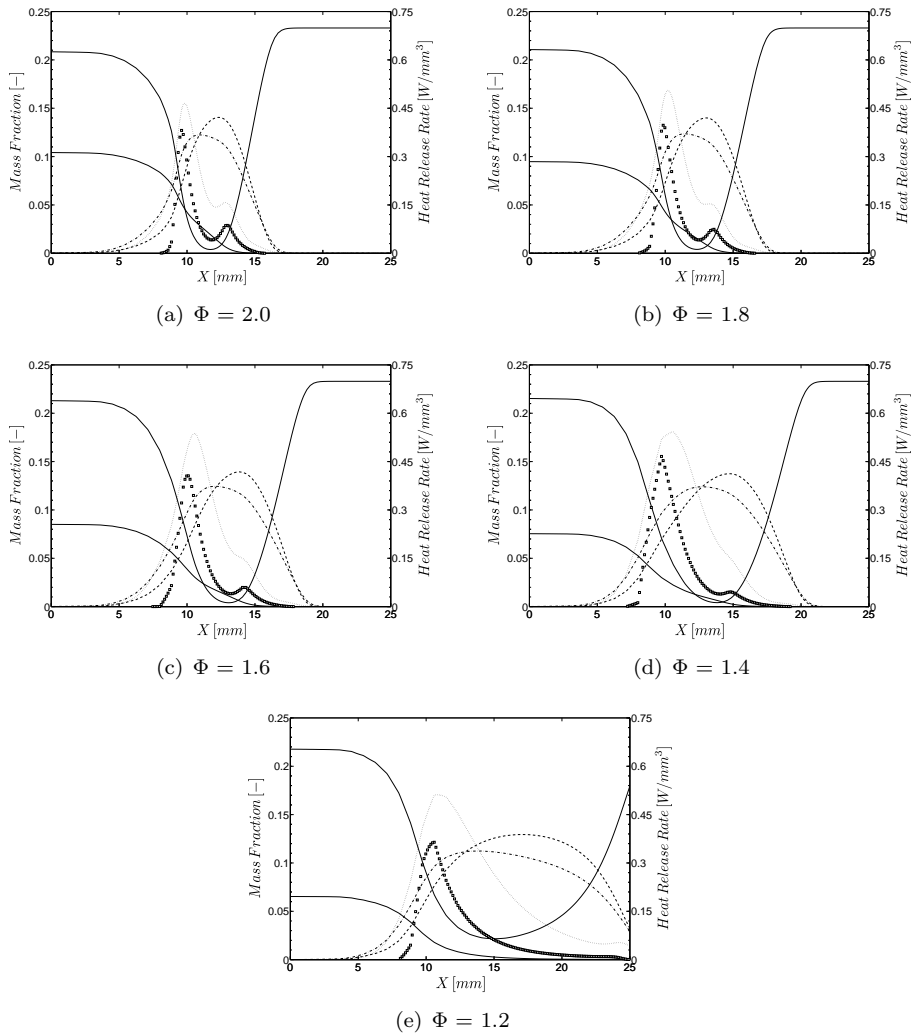 0.25 0.75
0.2 0.6
0.15 0.45
0.1 0.3
0.05 0.15
0 0
0 5 10 15 20 25
Mass Fraction [−]
Heat Release Rate [W/mm³]
X [mm]
(a) Φ = 2.0
0.25 0.75
0.2 0.6
0.15 0.45
0.1 0.3
0.05 0.15
0 0
0 5 10 15 20 25
Mass Fraction [−]
Heat Release Rate [W/mm³]
X [mm]
(b) Φ = 1.8
0.25 0.75
0.2 0.6
0.15 0.45
0.1 0.3
0.05 0.15
0 0
0 5 10 15 20 25
Mass Fraction [−]
Heat Release Rate [W/mm³]
X [mm]
(c) Φ = 1.6
0.25 0.75
0.2 0.6
0.15 0.45
0.1 0.3
0.05 0.15
0 0
0 5 10 15 20 25
Mass Fraction [−]
Heat Release Rate [W/mm³]
X [mm]
(d) Φ = 1.4
0.25 0.75
0.2 0.6
0.15 0.45
0.1 0.3
0.05 0.15
0 0
0 5 10 15 20 25
Mass Fraction [−]
Heat Release Rate [W/mm³]
X [mm]
(e) Φ = 1.2